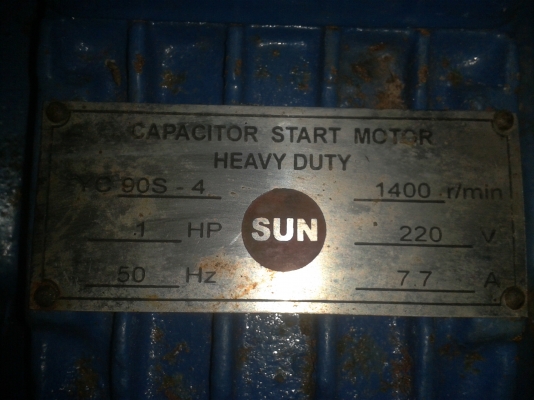 CAPACITOR START MOTOR
HEAVY DUTY
YC 90S - 4 1400 r/min
1 HP SUN 220 V
50 Hz 7.7 A